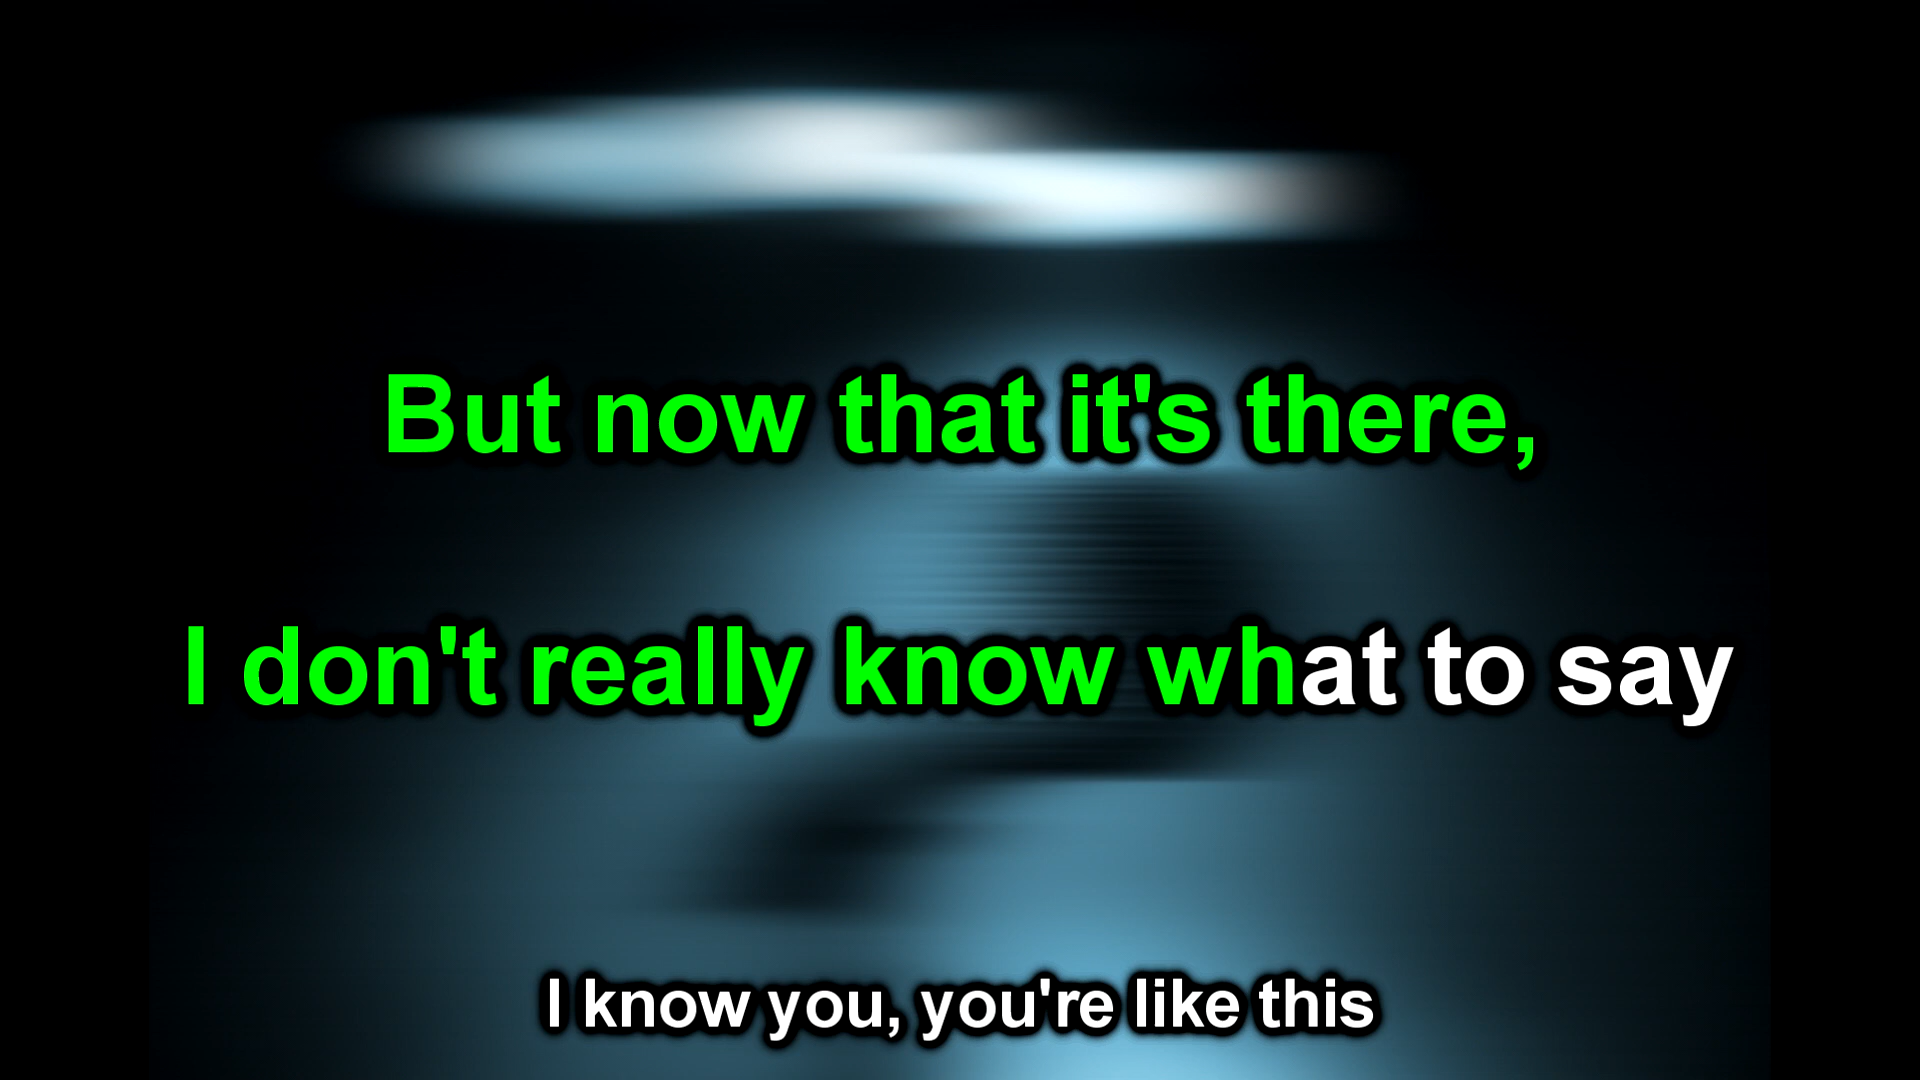 But now that it's there,
I don't really know what to say
I know you, you're like this